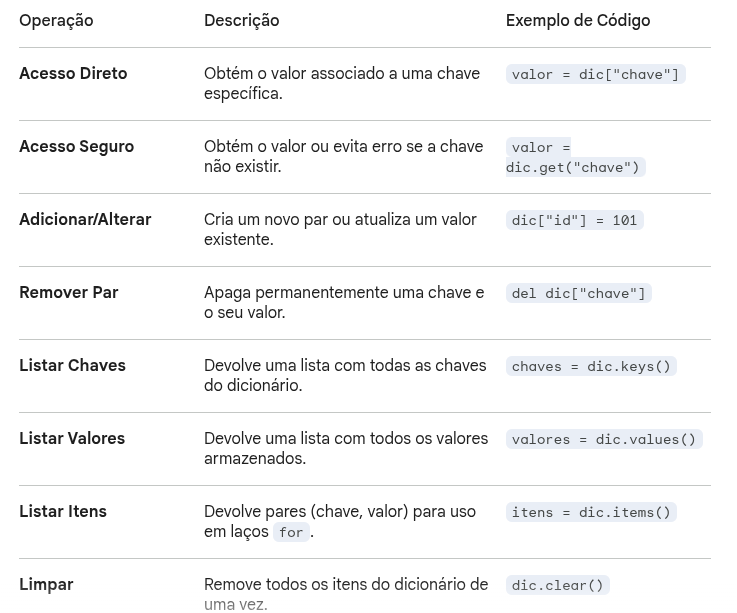 Operação Descrição Exemplo de Código
Acesso Direto Obtém o valor associado a uma chave valor = dic["chave"]
específica.
Acesso Seguro Obtém o valor ou evita erro se a chave valor =
não existir. dic.get("chave")
Adicionar/Alterar Cria um novo par ou atualiza um valor dic["id"] = 101
existente.
Remover Par Apaga permanentemente uma chave e del dic["chave"]
o seu valor.
Listar Chaves Devolve uma lista com todas as chaves chaves = dic.keys()
do dicionário.
Listar Valores Devolve uma lista com todos os valores valores = dic.values()
armazenados.
Listar Itens Devolve pares (chave, valor) para uso itens = dic.items()
em laços for.
Limpar Remove todos os itens do dicionário de dic.clear()
uma vez.